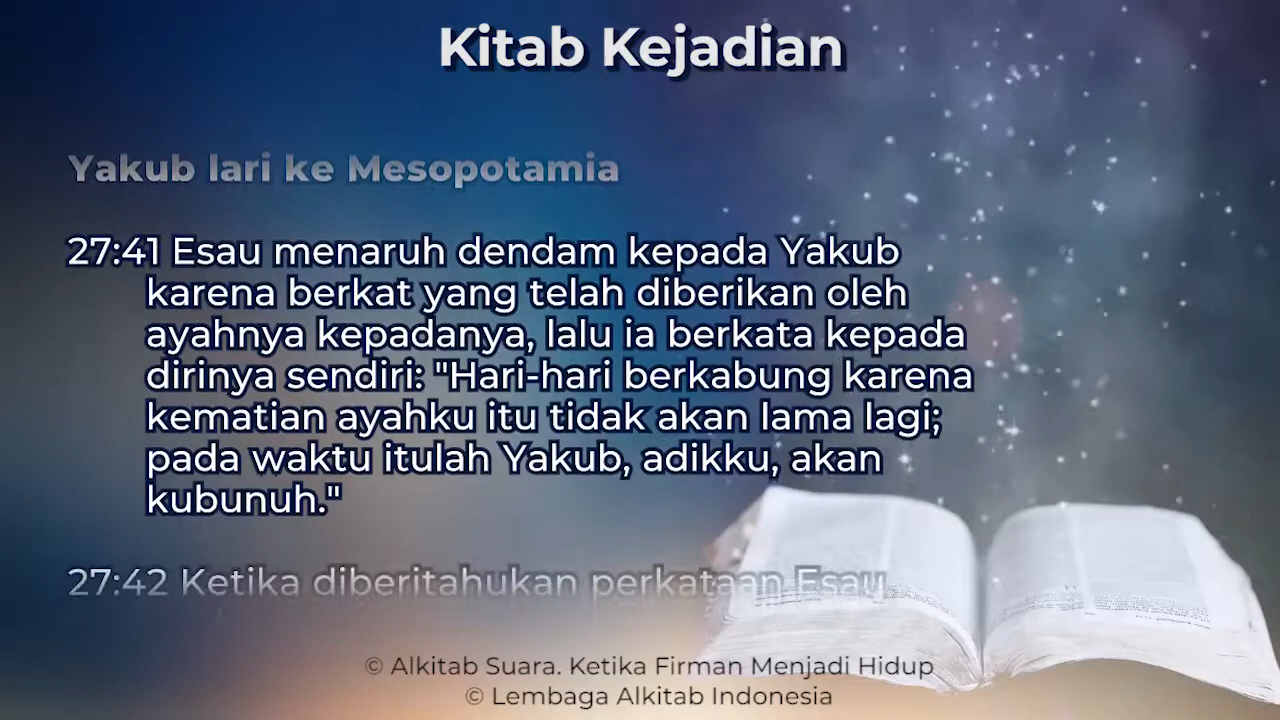 Kitab Kejadian
Yakub lari ke Mesopotamia
27:41 Esau menaruh dendam kepada Yakub
karena berkat yang telah diberikan oleh
ayahnya kepadanya, lalu ia berkata kepada
dirinya sendiri: "Hari-hari berkabung karena
kematian ayahku itu tidak akan lama lagi;
pada waktu itulah Yakub, adikku, akan
kubunuh."
27:42 Ketika diberitahukan perkataan Esau
© Alkitab Suara. Ketika Firman Menjadi Hidup
© Lembaga Alkitab Indonesia